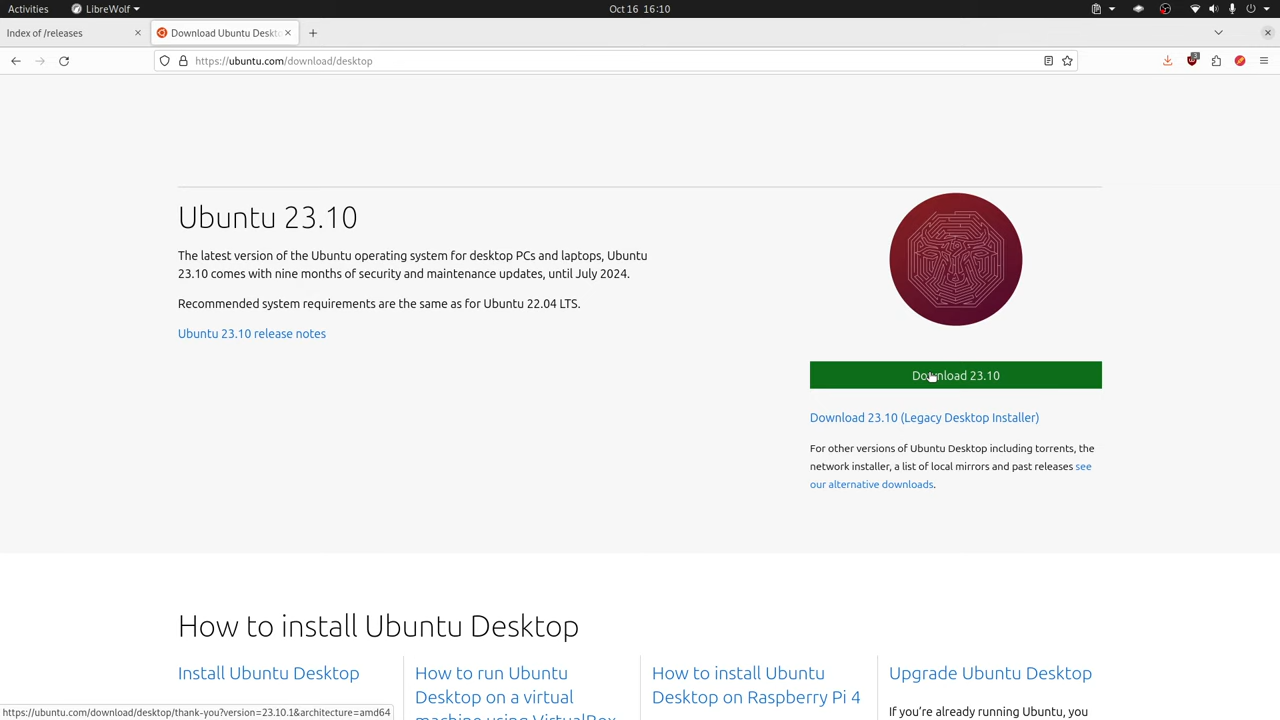 Activities
LibreWolf
Oct 16 16:10
Index of /releases
Download Ubuntu Deskt
https://ubuntu.com/download/desktop
3
Ubuntu 23.10
The latest version of the Ubuntu operating system for desktop PCs and laptops, Ubuntu
23.10 comes with nine months of security and maintenance updates, until July 2024.
Recommended system requirements are the same as for Ubuntu 22.04 LTS.
Ubuntu 23.10 release notes
Download 23.10
Download 23.10 (Legacy Desktop Installer)
For other versions of Ubuntu Desktop including torrents, the
network installer, a list of local mirrors and past releases see
our alternative downloads.
How to install Ubuntu Desktop
Install Ubuntu Desktop
How to run Ubuntu
Desktop on a virtual
machine using VirtualBox
How to install Ubuntu
Desktop on Raspberry Pi 4
Upgrade Ubuntu Desktop
If you're already running Ubuntu, you
https://ubuntu.com/download/desktop/thank-you?version=23.10.1&architecture=amd64